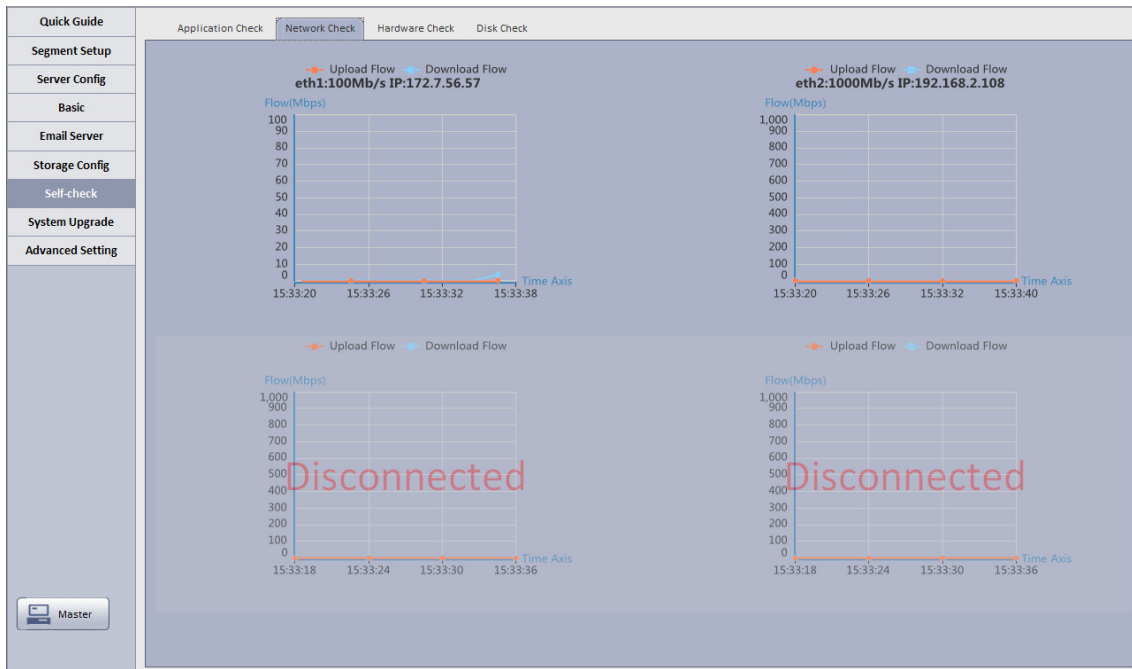 Quick Guide
Segment Setup
Server Config
Basic
Email Server
Storage Config
Self-check
System Upgrade
Advanced Setting
Master
Application Check Network Check Hardware Check Disk Check
Upload Flow Download Flow
eth1:100Mb/s IP:172.7.56.57
Flow(Mbps)
100
90
80
70
60
50
40
30
20
10
0
Time Axis
15:33:20 15:33:26 15:33:32 15:33:38
Upload Flow Download Flow
eth2:1000Mb/s IP:192.168.2.108
Flow(Mbps)
1,000
900
800
700
600
500
400
300
200
100
0
Time Axis
15:33:20 15:33:26 15:33:32 15:33:40
Upload Flow Download Flow
Flow(Mbps)
1,000
900
800
700
600
500
400
300
200
100
0
Disconnected
Time Axis
15:33:18 15:33:24 15:33:30 15:33:36
Upload Flow Download Flow
Flow(Mbps)
1,000
900
800
700
600
500
400
300
200
100
0
Disconnected
Time Axis
15:33:18 15:33:24 15:33:30 15:33:36